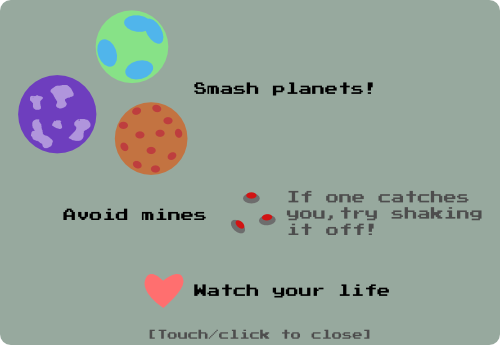 Smash planets!
Avoid mines
If one catches
you,try shaking
it off!
Watch your life
[Touch/click to close]